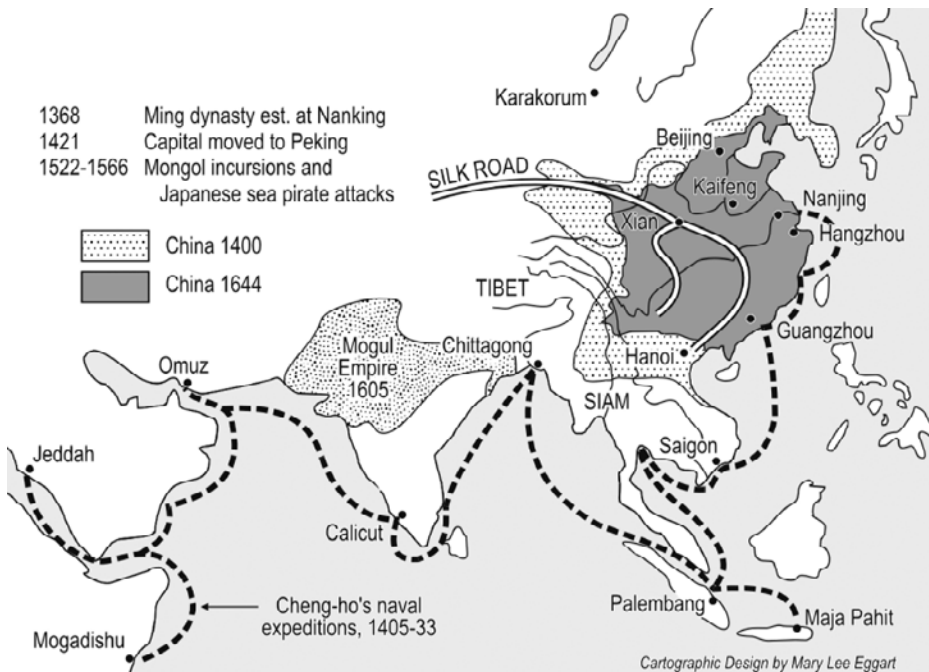 1368 Ming dynasty est. at Nanking
1421 Capital moved to Peking
1522-1566 Mongol incursions and
Japanese sea pirate attacks
China 1400
China 1644
Karakorum
Beijing
SILK ROAD
Kaifeng
Nanjing
Xian
Hangzhou
TIBET
Guangzhou
Mogul
Empire
1605
Chittagong
Hanoi
Omuz
SIAM
Jeddah
Saigon
Calicut
Cheng-ho's naval
expeditions, 1405-33
Palembang
Maja Pahit
Mogadishu
Cartographic Design by Mary Lee Eggart